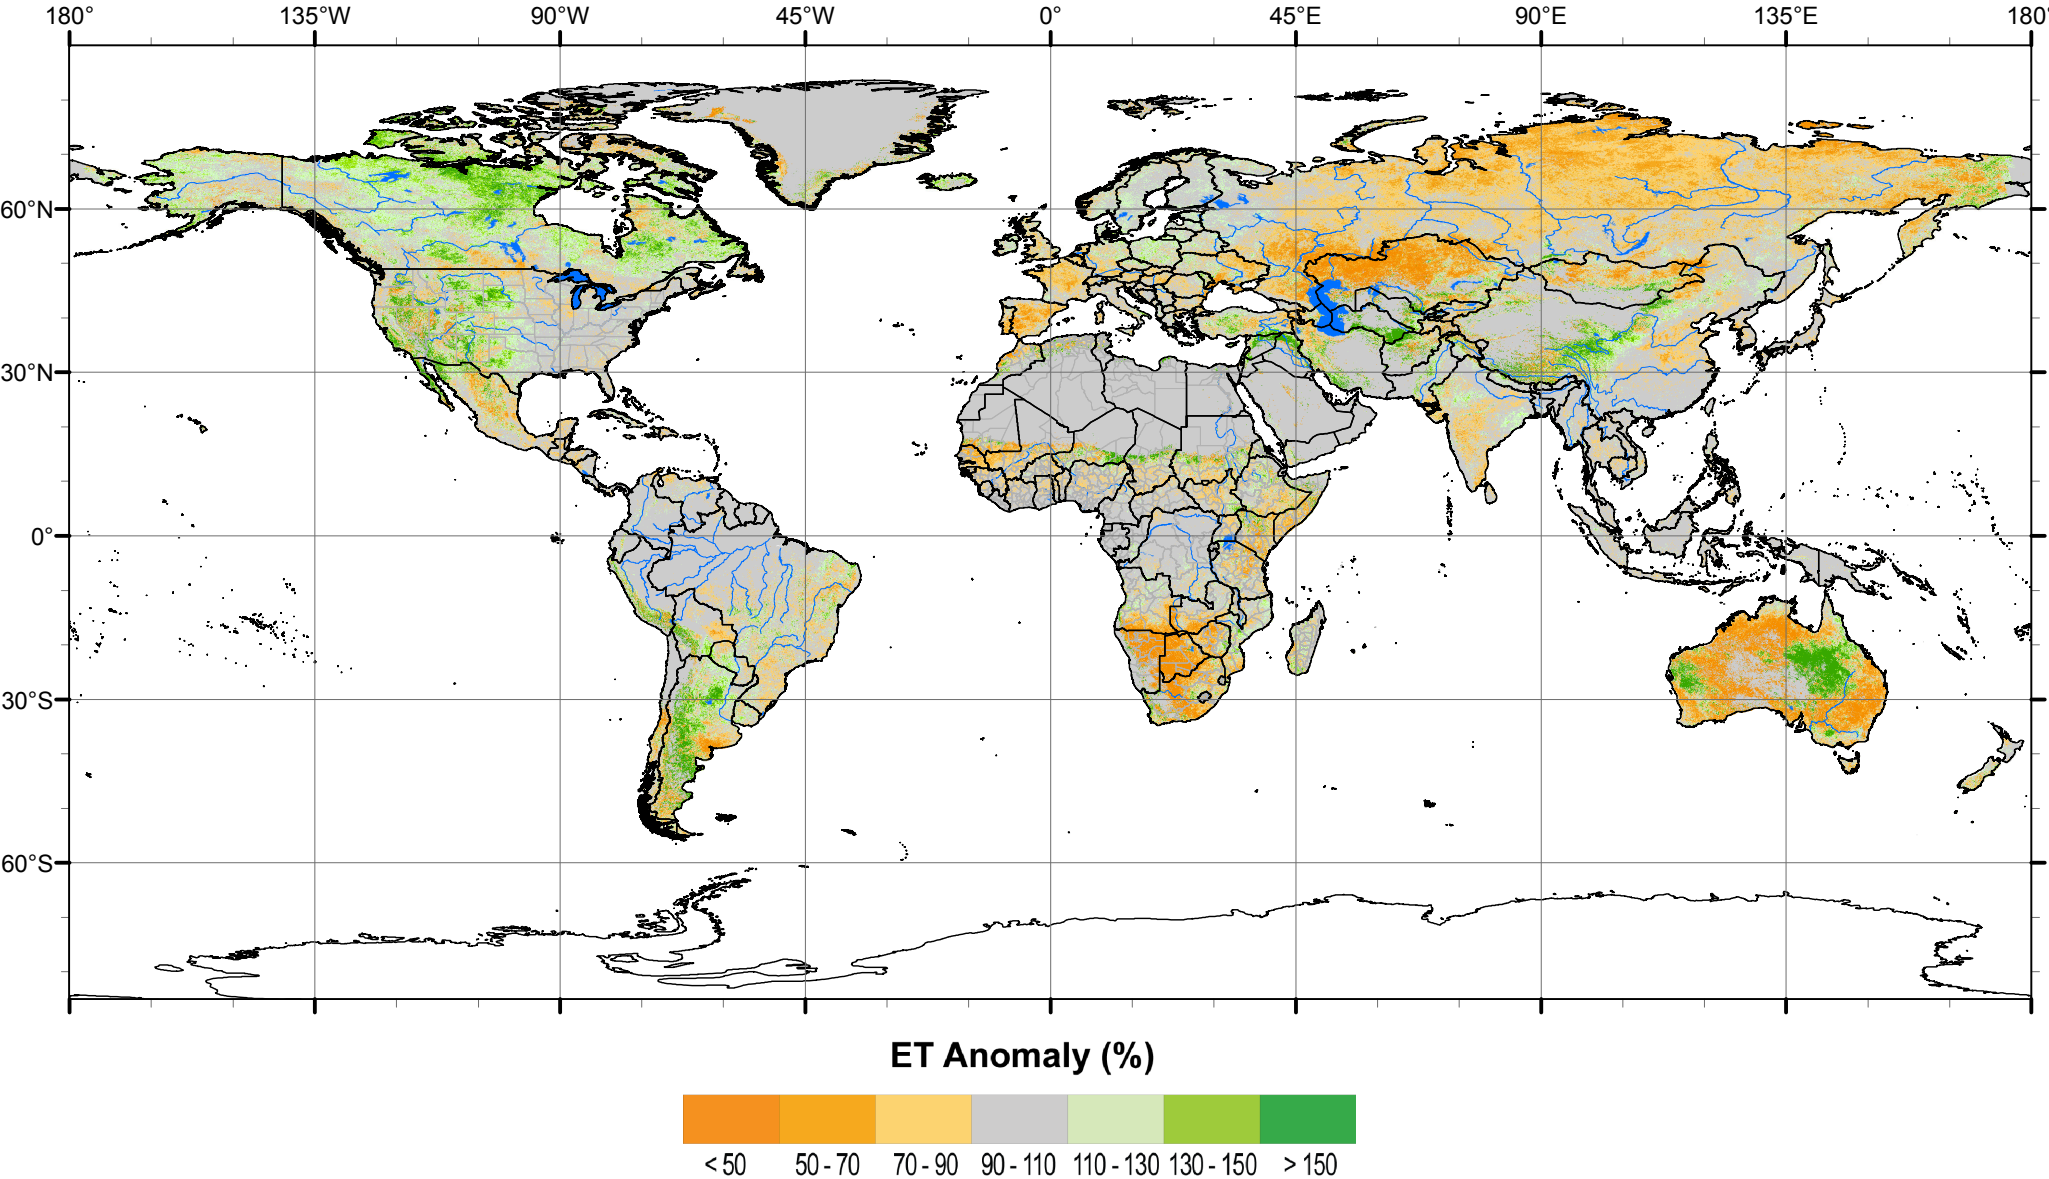 180° 135°W 90°W 45°W 0° 45°E 90°E 135°E 180°
60°N
30°N
0°
30°S
60°S
ET Anomaly (%)
< 50 50 - 70 70 - 90 90 - 110 110 - 130 130 - 150 > 150